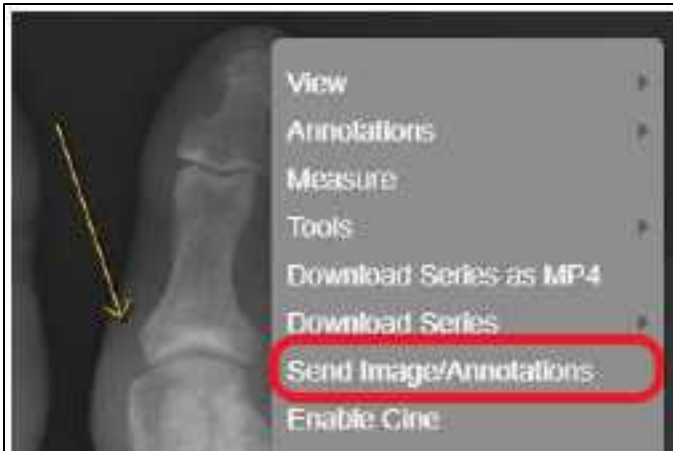 View
Annotations
Measure
Tools
Download Series as MP4
Download Series
Send Image/Annotations
Enable Cine